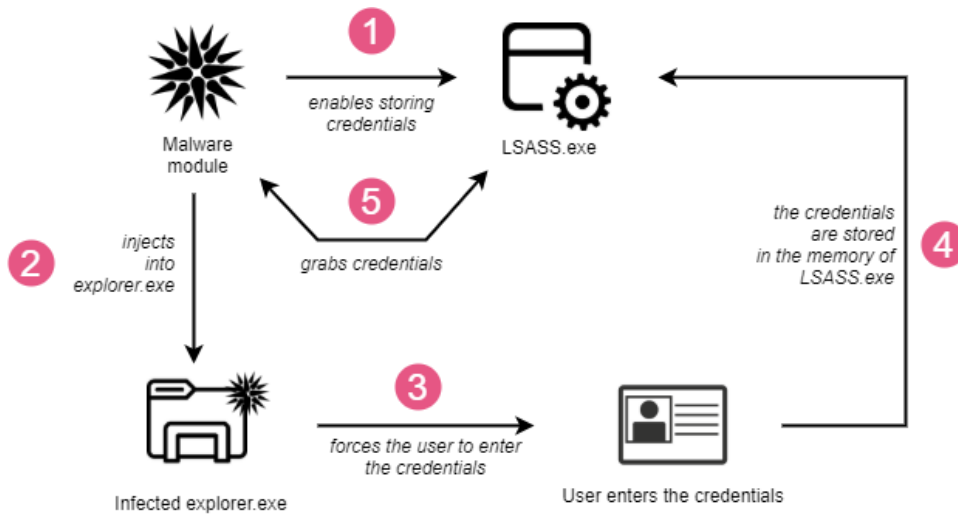 1
enables storing
credentials
Malware
module
LSASS.exe
5
grabs credentials
2
injects
into
explorer.exe
the credentials
are stored
in the memory of
LSASS.exe
4
3
forces the user to enter
the credentials
Infected explorer.exe
User enters the credentials